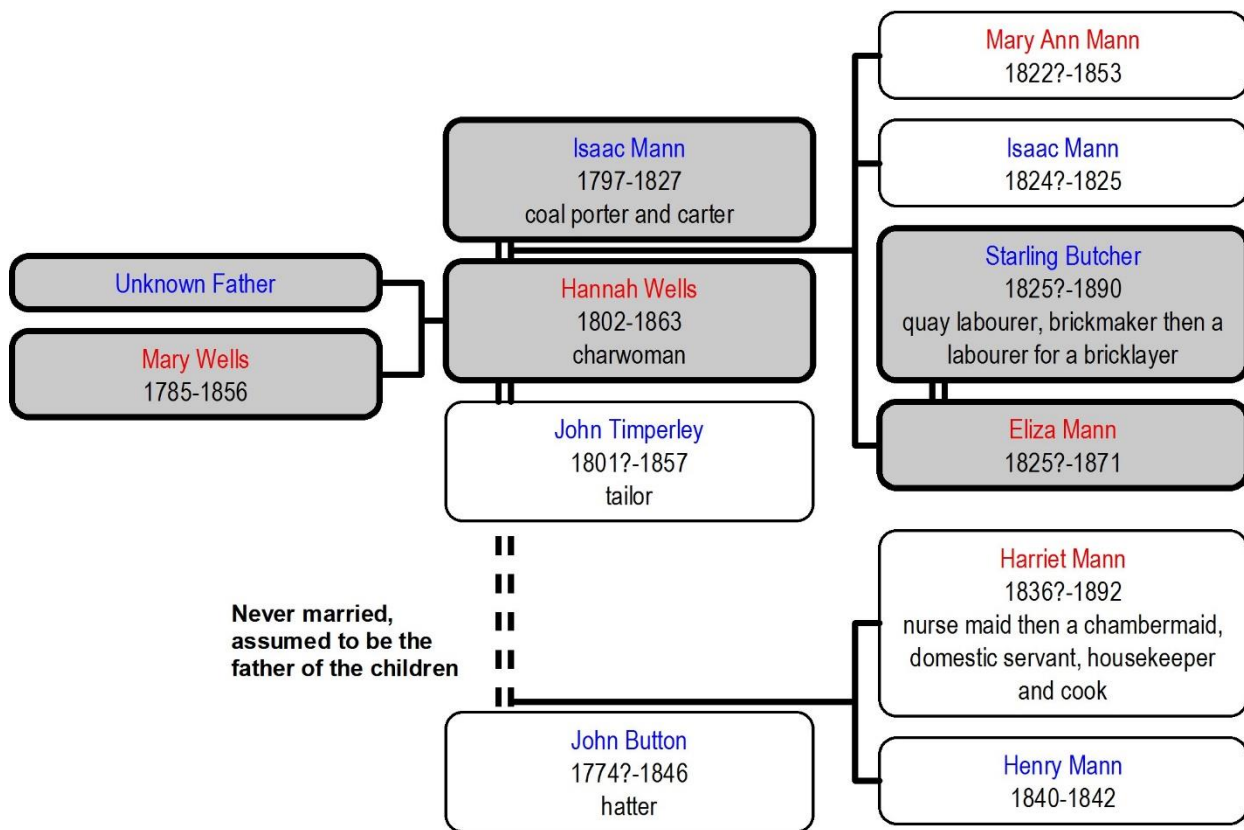 Unknown Father
Mary Wells
1785-1856
Isaac Mann
1797-1827
coal porter and carter
Hannah Wells
1802-1863
charwoman
John Timperley
1801?-1857
tailor
Never married,
assumed to be the
father of the children
John Button
1774?-1846
hatter
Mary Ann Mann
1822?-1853
Isaac Mann
1824?-1825
Starling Butcher
1825?-1890
quay labourer, brickmaker then a
labourer for a bricklayer
Eliza Mann
1825?-1871
Harriet Mann
1836?-1892
nurse maid then a chambermaid,
domestic servant, housekeeper
and cook
Henry Mann
1840-1842